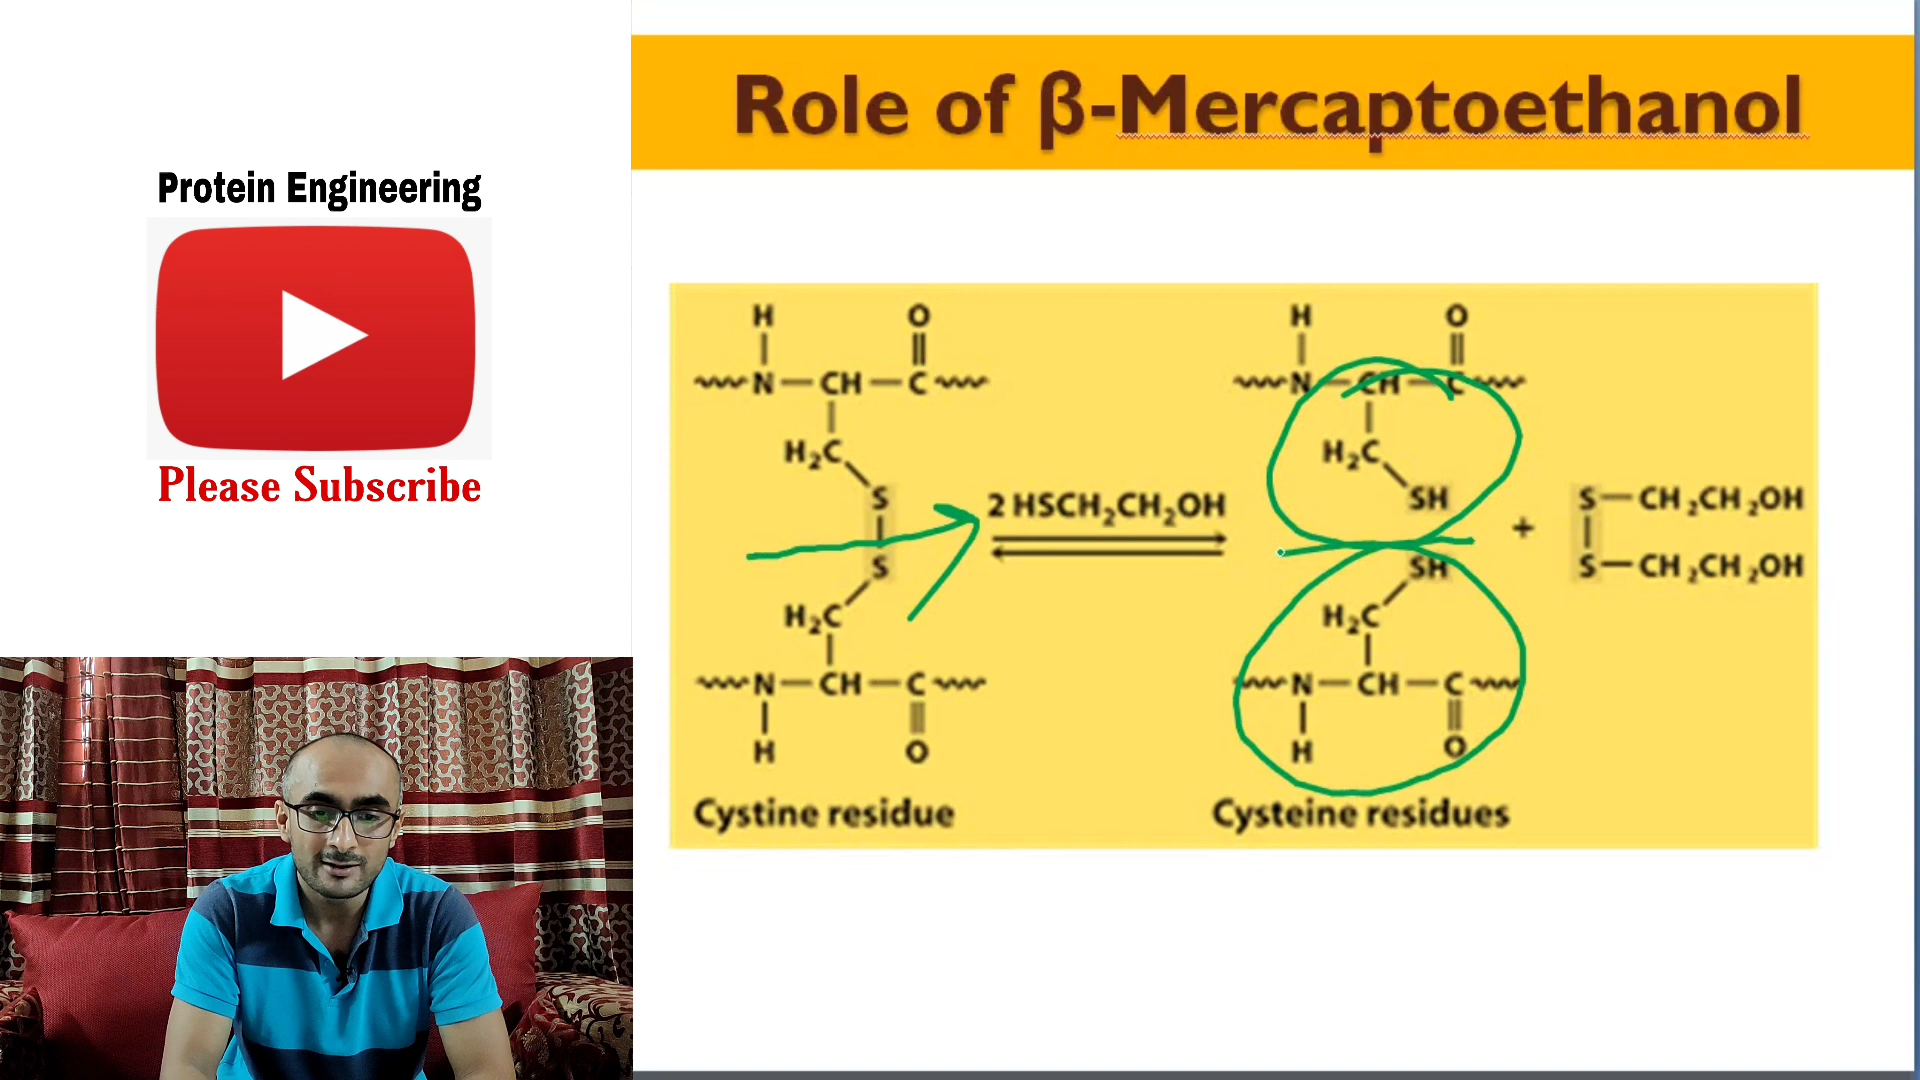 Role of β-Mercaptoethanol
Protein Engineering
Please Subscribe
H O
N — CH — C
H₂C
S
S
H₂C
N — CH — C
H O
Cystine residue
2 HSCH₂CH₂OH
H O
N — CH — C
H₂C
SH
SH
H₂C
N — CH — C
H O
Cysteine residues
+
S — CH₂CH₂OH
S — CH₂CH₂OH